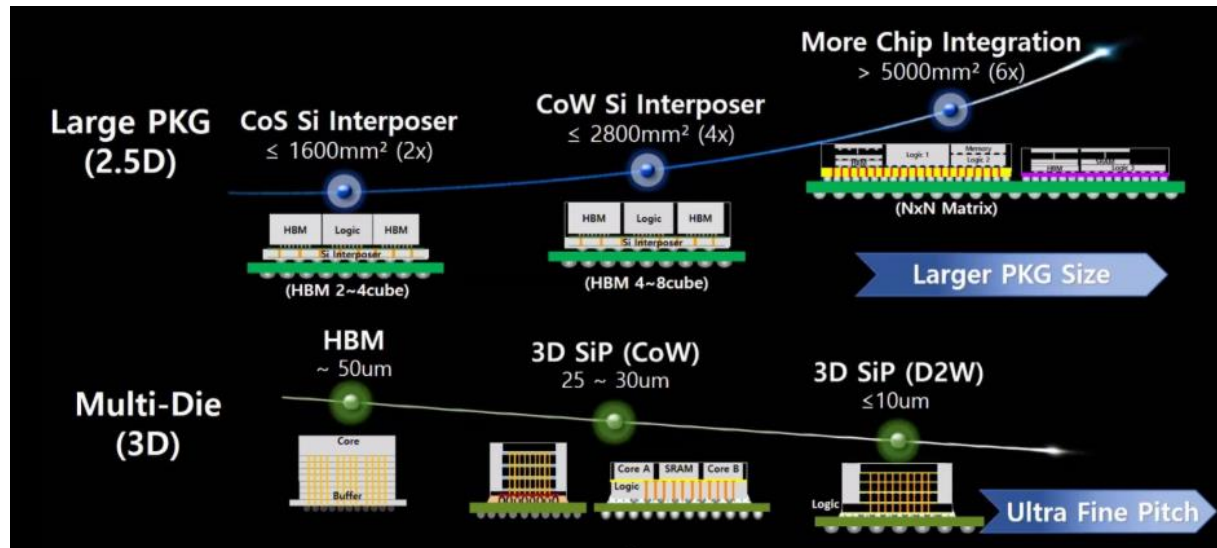 Large PKG
(2.5D)
CoS Si Interposer
≤ 1600mm² (2x)
HBM
Logic
HBM
Si Interposer
(HBM 2~4cube)
CoW Si Interposer
≤ 2800mm² (4x)
HBM
Logic
HBM
Si Interposer
(HBM 4~8cube)
More Chip Integration
> 5000mm² (6x)
Logic 1
Memory
Logic 2
HBM
(NxN Matrix)
Larger PKG Size
Multi-Die
(3D)
HBM
~ 50um
Core
Buffer
3D SiP (CoW)
25 ~ 30um
Core A
SRAM
Core B
Logic
3D SiP (D2W)
≤10um
Logic
Ultra Fine Pitch